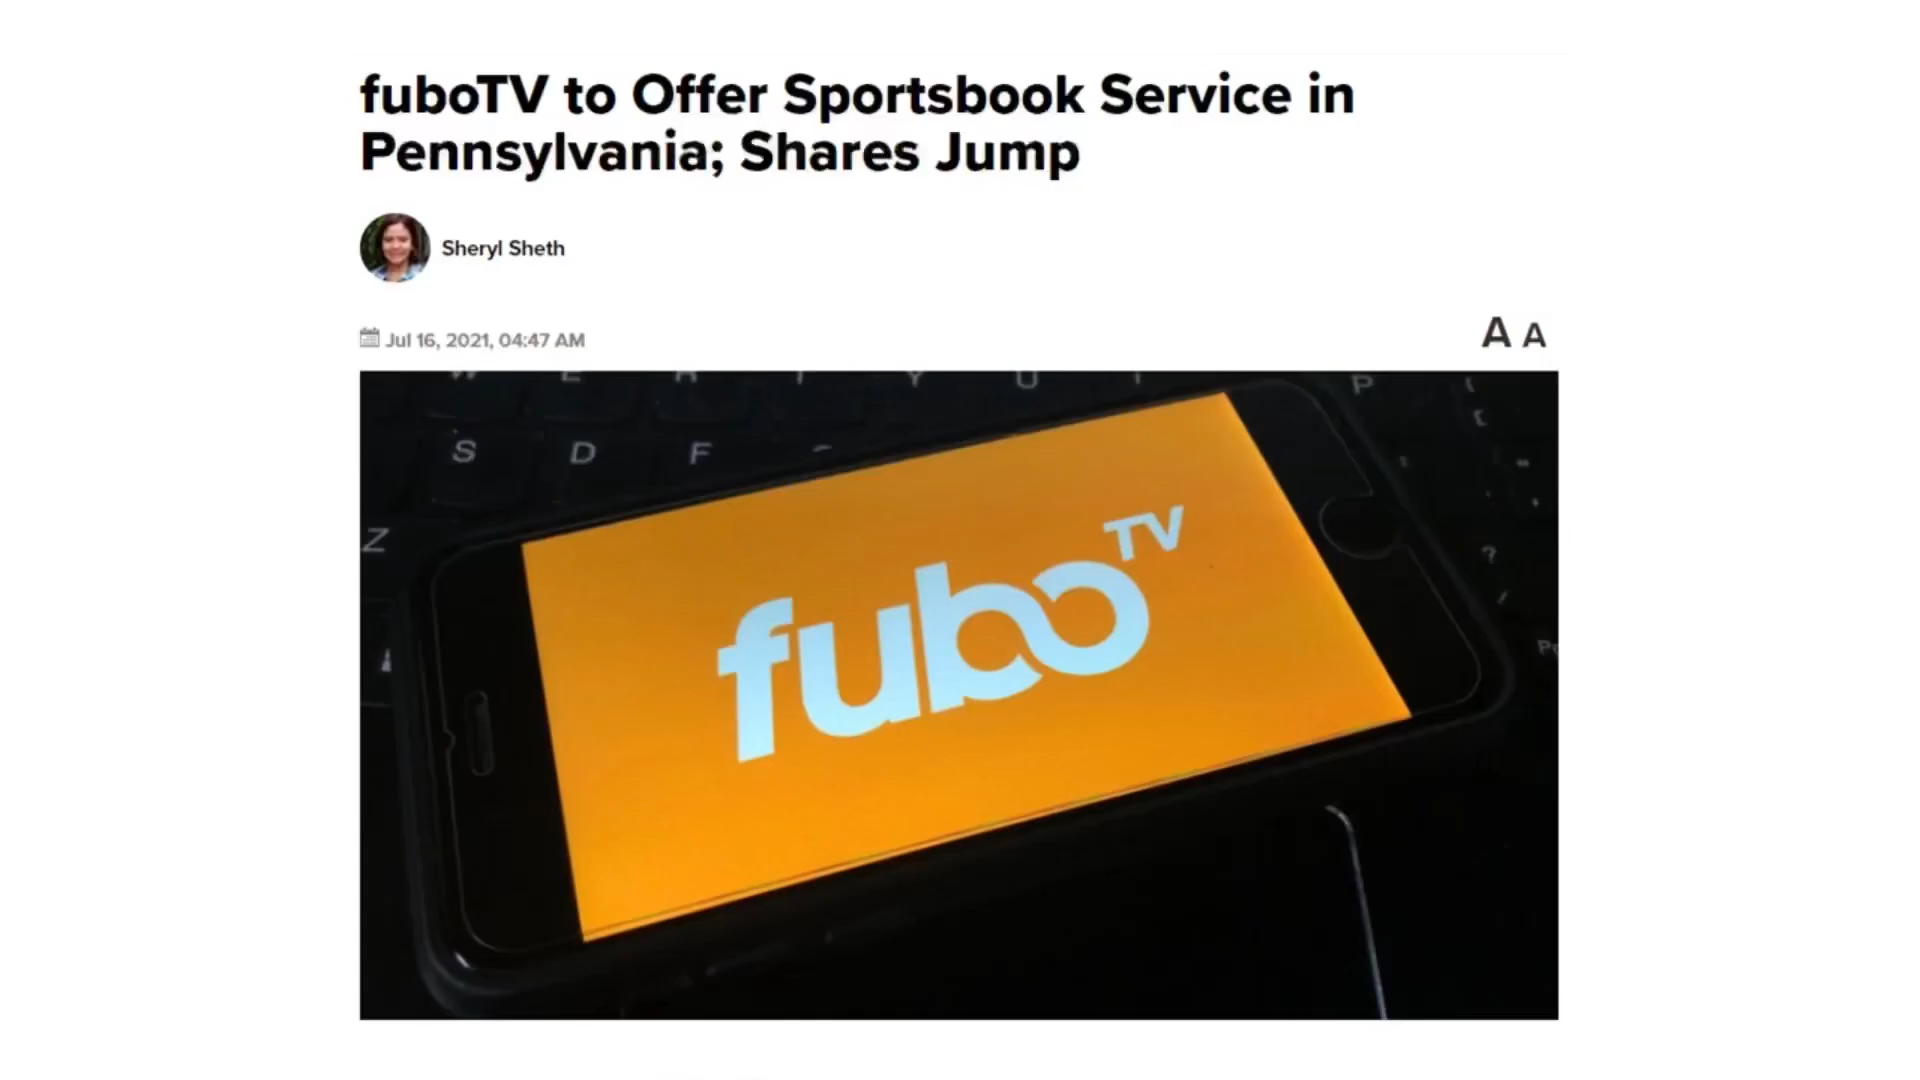 fuboTV to Offer Sportsbook Service in
Pennsylvania; Shares Jump
Sheryl Sheth
Jul 16, 2021, 04:47 AM
A A
W E R T Y U I P
S D F
fubo TV
Z
?